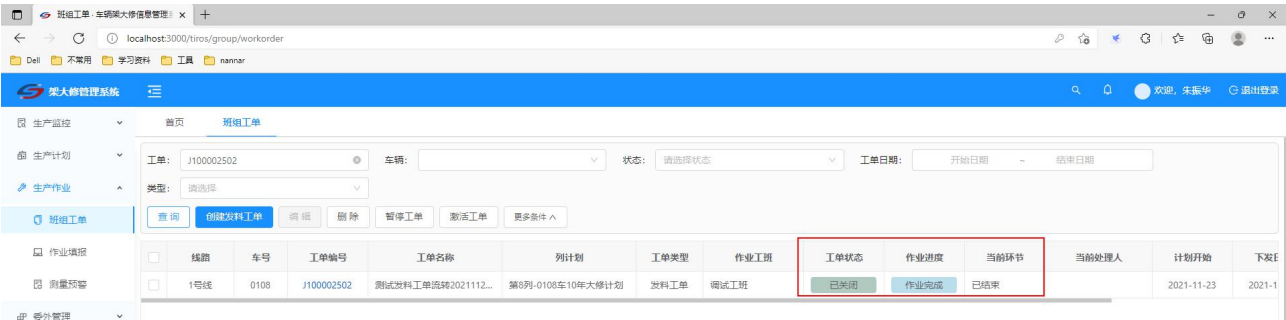 班组工单 - 车辆架大修信息管理
localhost:3000/tiros/group/workorder
Dell 不常用 学习资料 工具 nannar
架大修管理系统 欢迎，朱振华 退出登录
生产监控 首页 班组工单
生产计划 工单: J100002502 车辆: 状态: 请选择状态 工单日期: 开始日期 ~ 结束日期
生产作业 类型: 请选择
班组工单 查询 创建发料工单 编辑 删除 暂停工单 激活工单 更多条件
作业填报 线路 车号 工单编号 工单名称 列计划 工单类型 作业工班 工单状态 作业进度 当前环节 当前处理人 计划开始 下发
测量预警 1号线 0108 J100002502 测试发料工单流转2021112... 第8列-0108车10年大修计划 发料工单 调试工班 已关闭 作业完成 已结束 2021-11-23 2021-1
委外管理